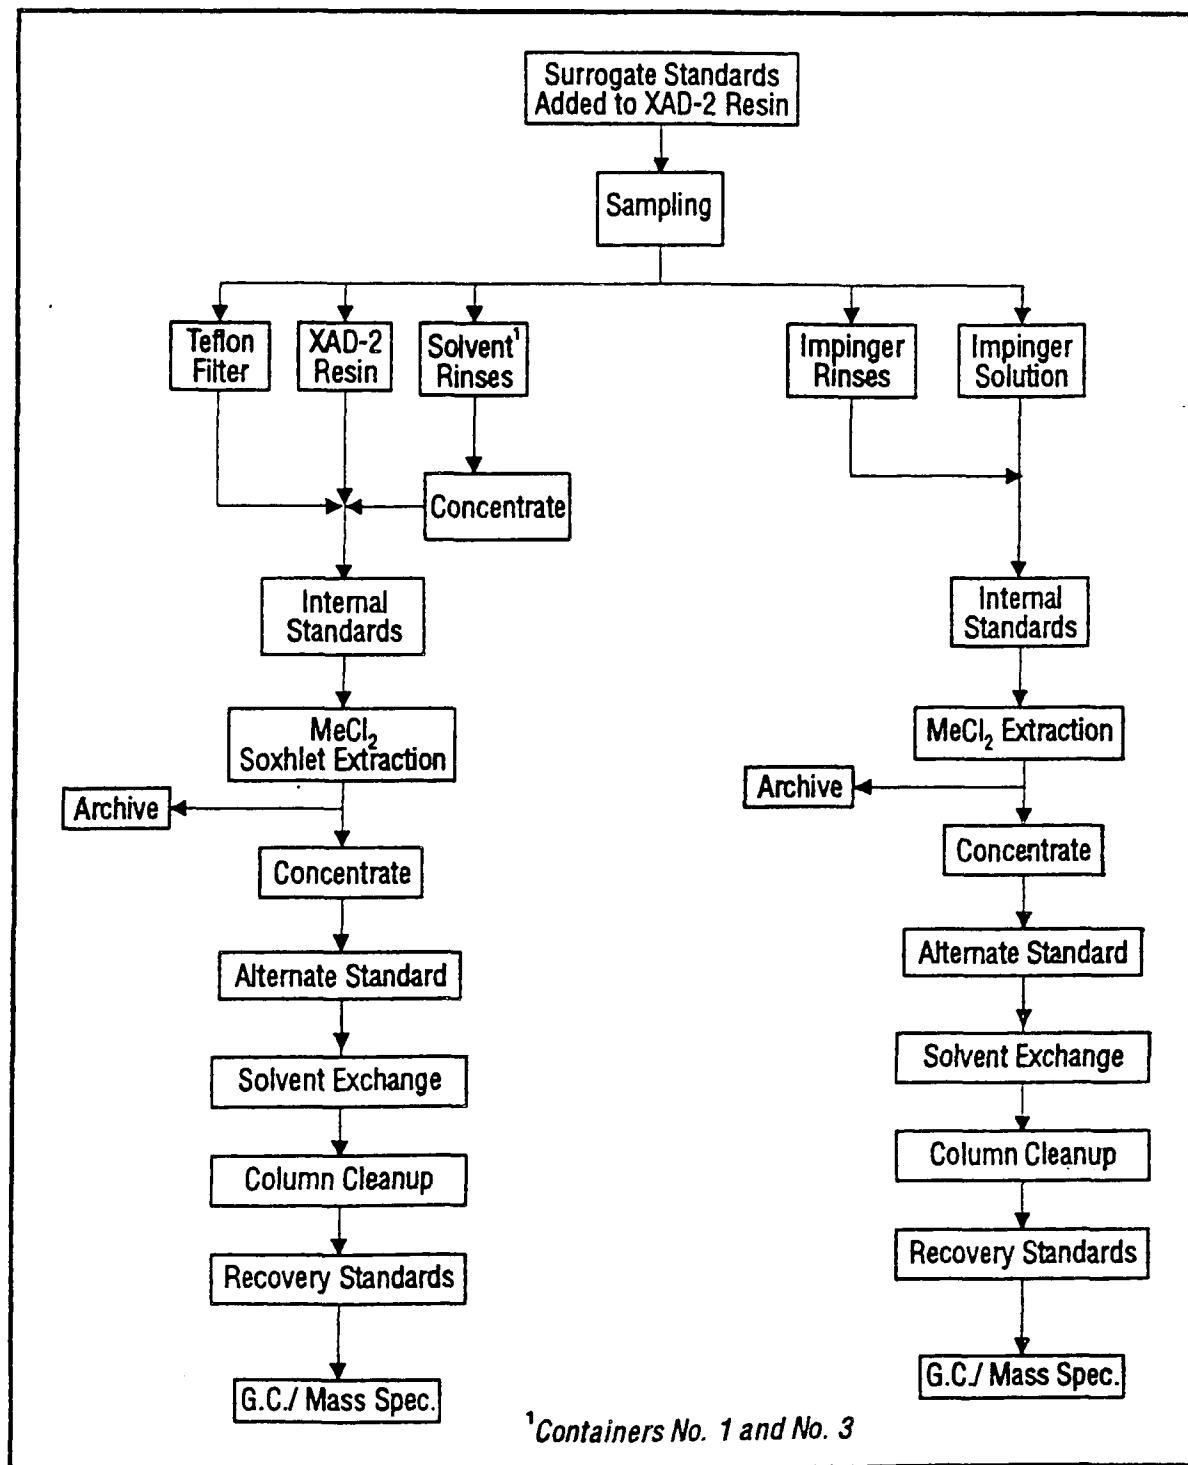 Surrogate Standards
Added to XAD-2 Resin
Sampling
Teflon
Filter
XAD-2
Resin
Solvent¹
Rinses
Impinger
Rinses
Impinger
Solution
Concentrate
Internal
Standards
Internal
Standards
MeCl₂
Soxhlet Extraction
MeCl₂ Extraction
Archive
Archive
Concentrate
Concentrate
Alternate Standard
Alternate Standard
Solvent Exchange
Solvent Exchange
Column Cleanup
Column Cleanup
Recovery Standards
Recovery Standards
G.C./ Mass Spec.
G.C./ Mass Spec.
¹Containers No. 1 and No. 3